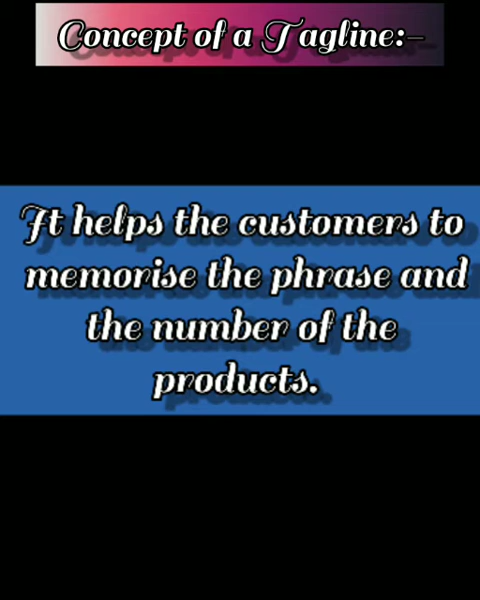 Concept of a Tagline:-
It helps the customers to
memorise the phrase and
the number of the
products.